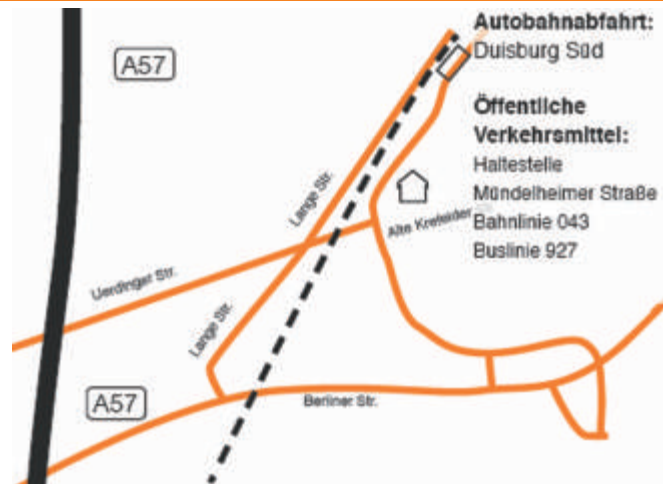 Autobahnabfahrt:
Duisburg Süd
A57
Öffentliche
Verkehrsmittel:
Haltestelle
Mündelheimer Straße
Bahnlinie 043
Buslinie 927
Lange Str.
Alte Krefelder
Uerdinger Str.
Lange Str.
A57
Berliner Str.